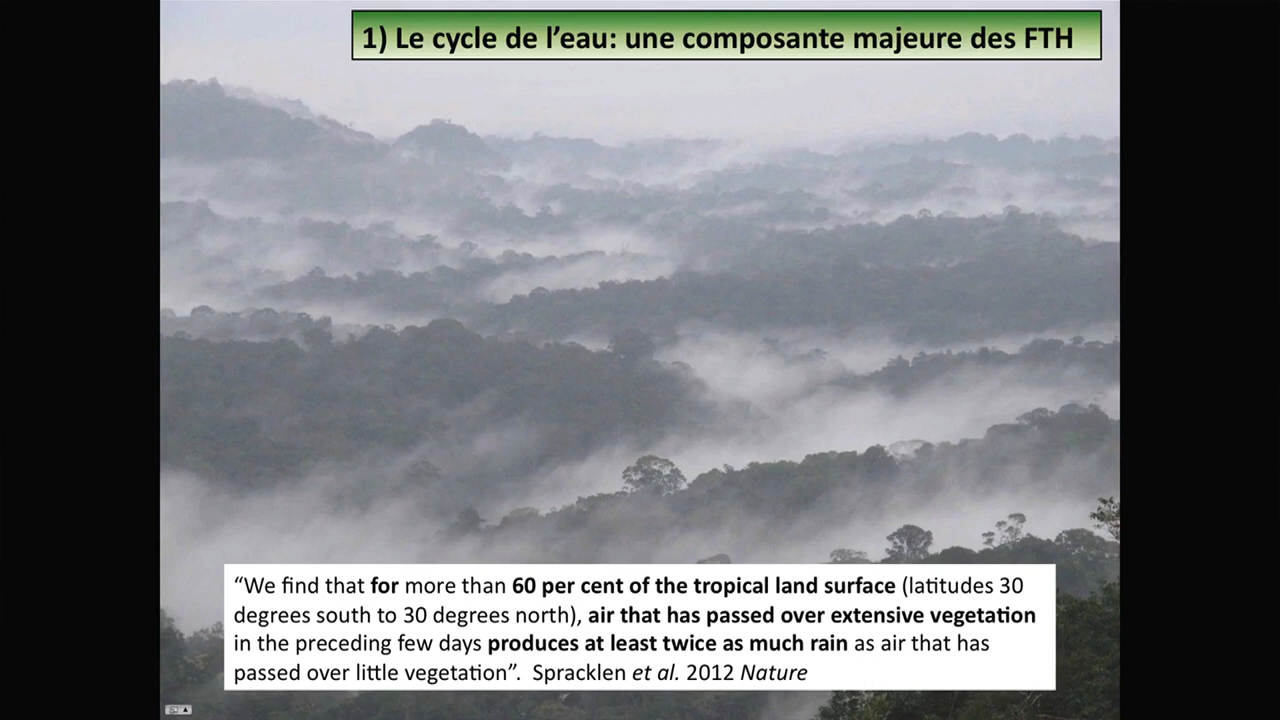 1) Le cycle de l’eau: une composante majeure des FTH
“We find that for more than 60 per cent of the tropical land surface (latitudes 30
degrees south to 30 degrees north), air that has passed over extensive vegetation
in the preceding few days produces at least twice as much rain as air that has
passed over little vegetation”.  Spracklen et al. 2012 Nature